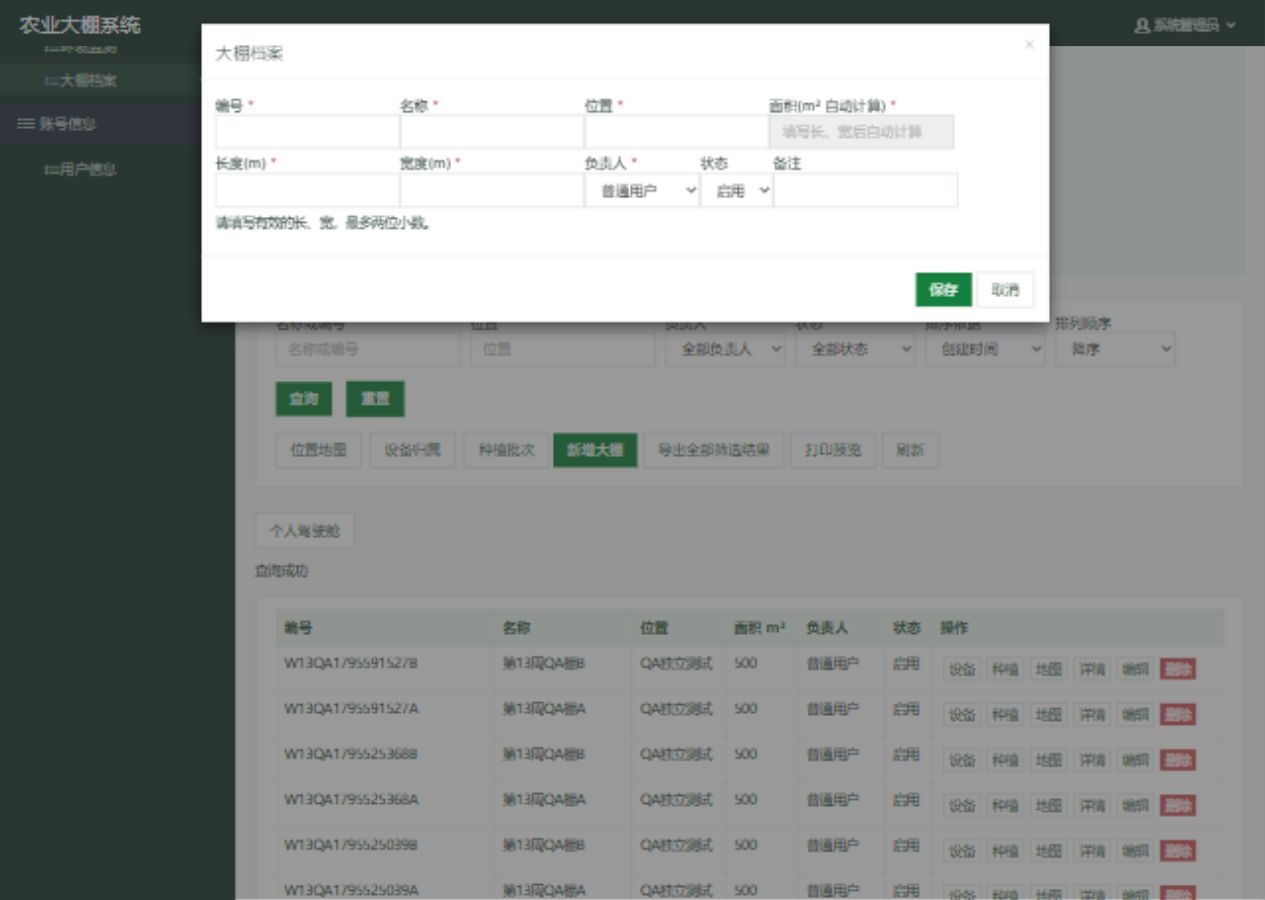 农业大棚系统
系统管理员
大棚档案
账号信息
用户信息
大棚档案
×
编号 * 名称 * 位置 * 面积(m² 自动计算) *
填写长、宽后自动计算
长度(m) * 宽度(m) * 负责人 * 状态 备注
普通用户 启用
请填写有效的长、宽，最多两位小数。
保存 取消
名称或编号 位置 负责人 状态 排序依据 排列顺序
名称或编号 位置 全部负责人 全部状态 创建时间 降序
查询 重置
位置地图 设备归属 种植批次 新增大棚 导出全部筛选结果 打印预览 刷新
个人驾驶舱
查询成功
编号 名称 位置 面积 m² 负责人 状态 操作
W13QA1795591527B 第13周QA棚B QA独立测试 500 普通用户 启用 设备 种植 地图 详情 编辑 删除
W13QA1795591527A 第13周QA棚A QA独立测试 500 普通用户 启用 设备 种植 地图 详情 编辑 删除
W13QA1795525368B 第13周QA棚B QA独立测试 500 普通用户 启用 设备 种植 地图 详情 编辑 删除
W13QA1795525368A 第13周QA棚A QA独立测试 500 普通用户 启用 设备 种植 地图 详情 编辑 删除
W13QA1795525039B 第13周QA棚B QA独立测试 500 普通用户 启用 设备 种植 地图 详情 编辑 删除
W13QA1795525039A 第13周QA棚A QA独立测试 500 普通用户 启用 设备 种植 地图 详情 编辑 删除